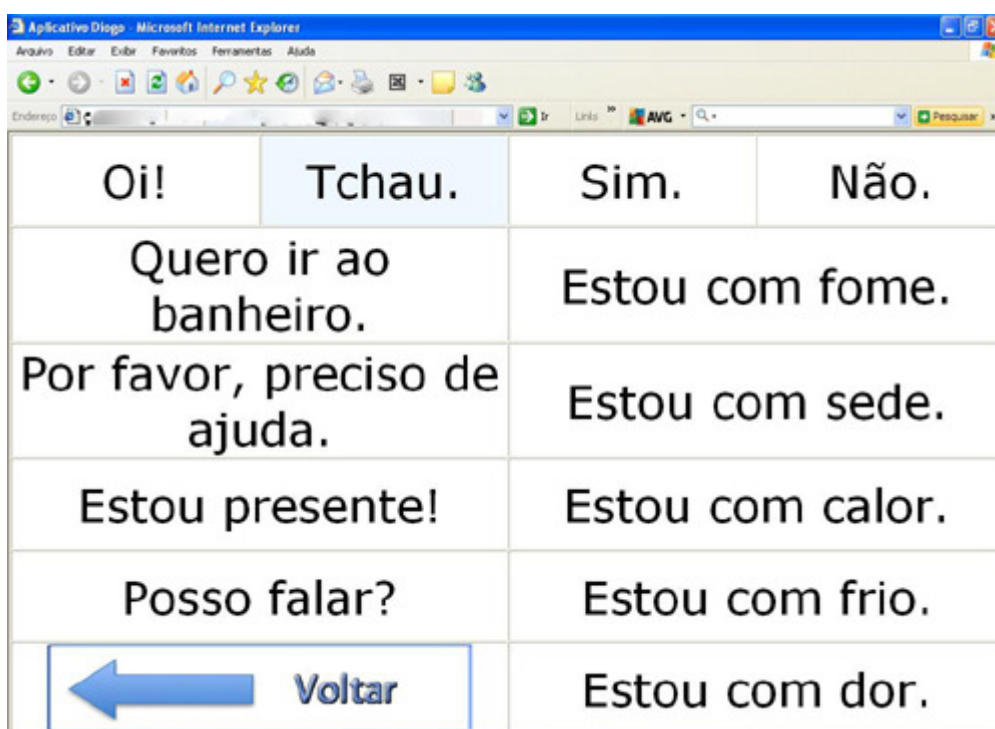 Aplicativo Diogo - Microsoft Internet Explorer
Arquivo Editar Exibir Favoritos Ferramentas Ajuda
Endereço Ir Links » AVG Pesquisar
Oi! Tchau. Sim. Não.
Quero ir ao
banheiro.
Estou com fome.
Por favor, preciso de
ajuda.
Estou com sede.
Estou presente!
Estou com calor.
Posso falar?
Estou com frio.
Voltar
Estou com dor.